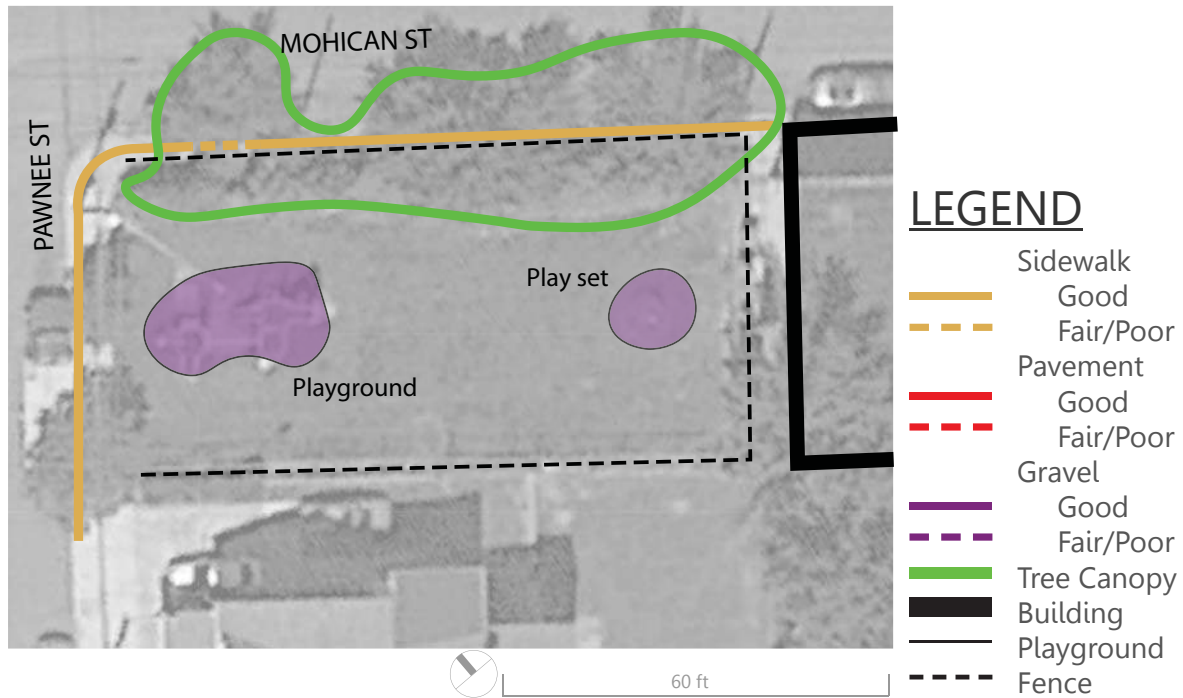 MOHICAN ST
PAWNEE ST
Play set
Playground
LEGEND
Sidewalk
Good
Fair/Poor
Pavement
Good
Fair/Poor
Gravel
Good
Fair/Poor
Tree Canopy
Building
Playground
Fence
60 ft